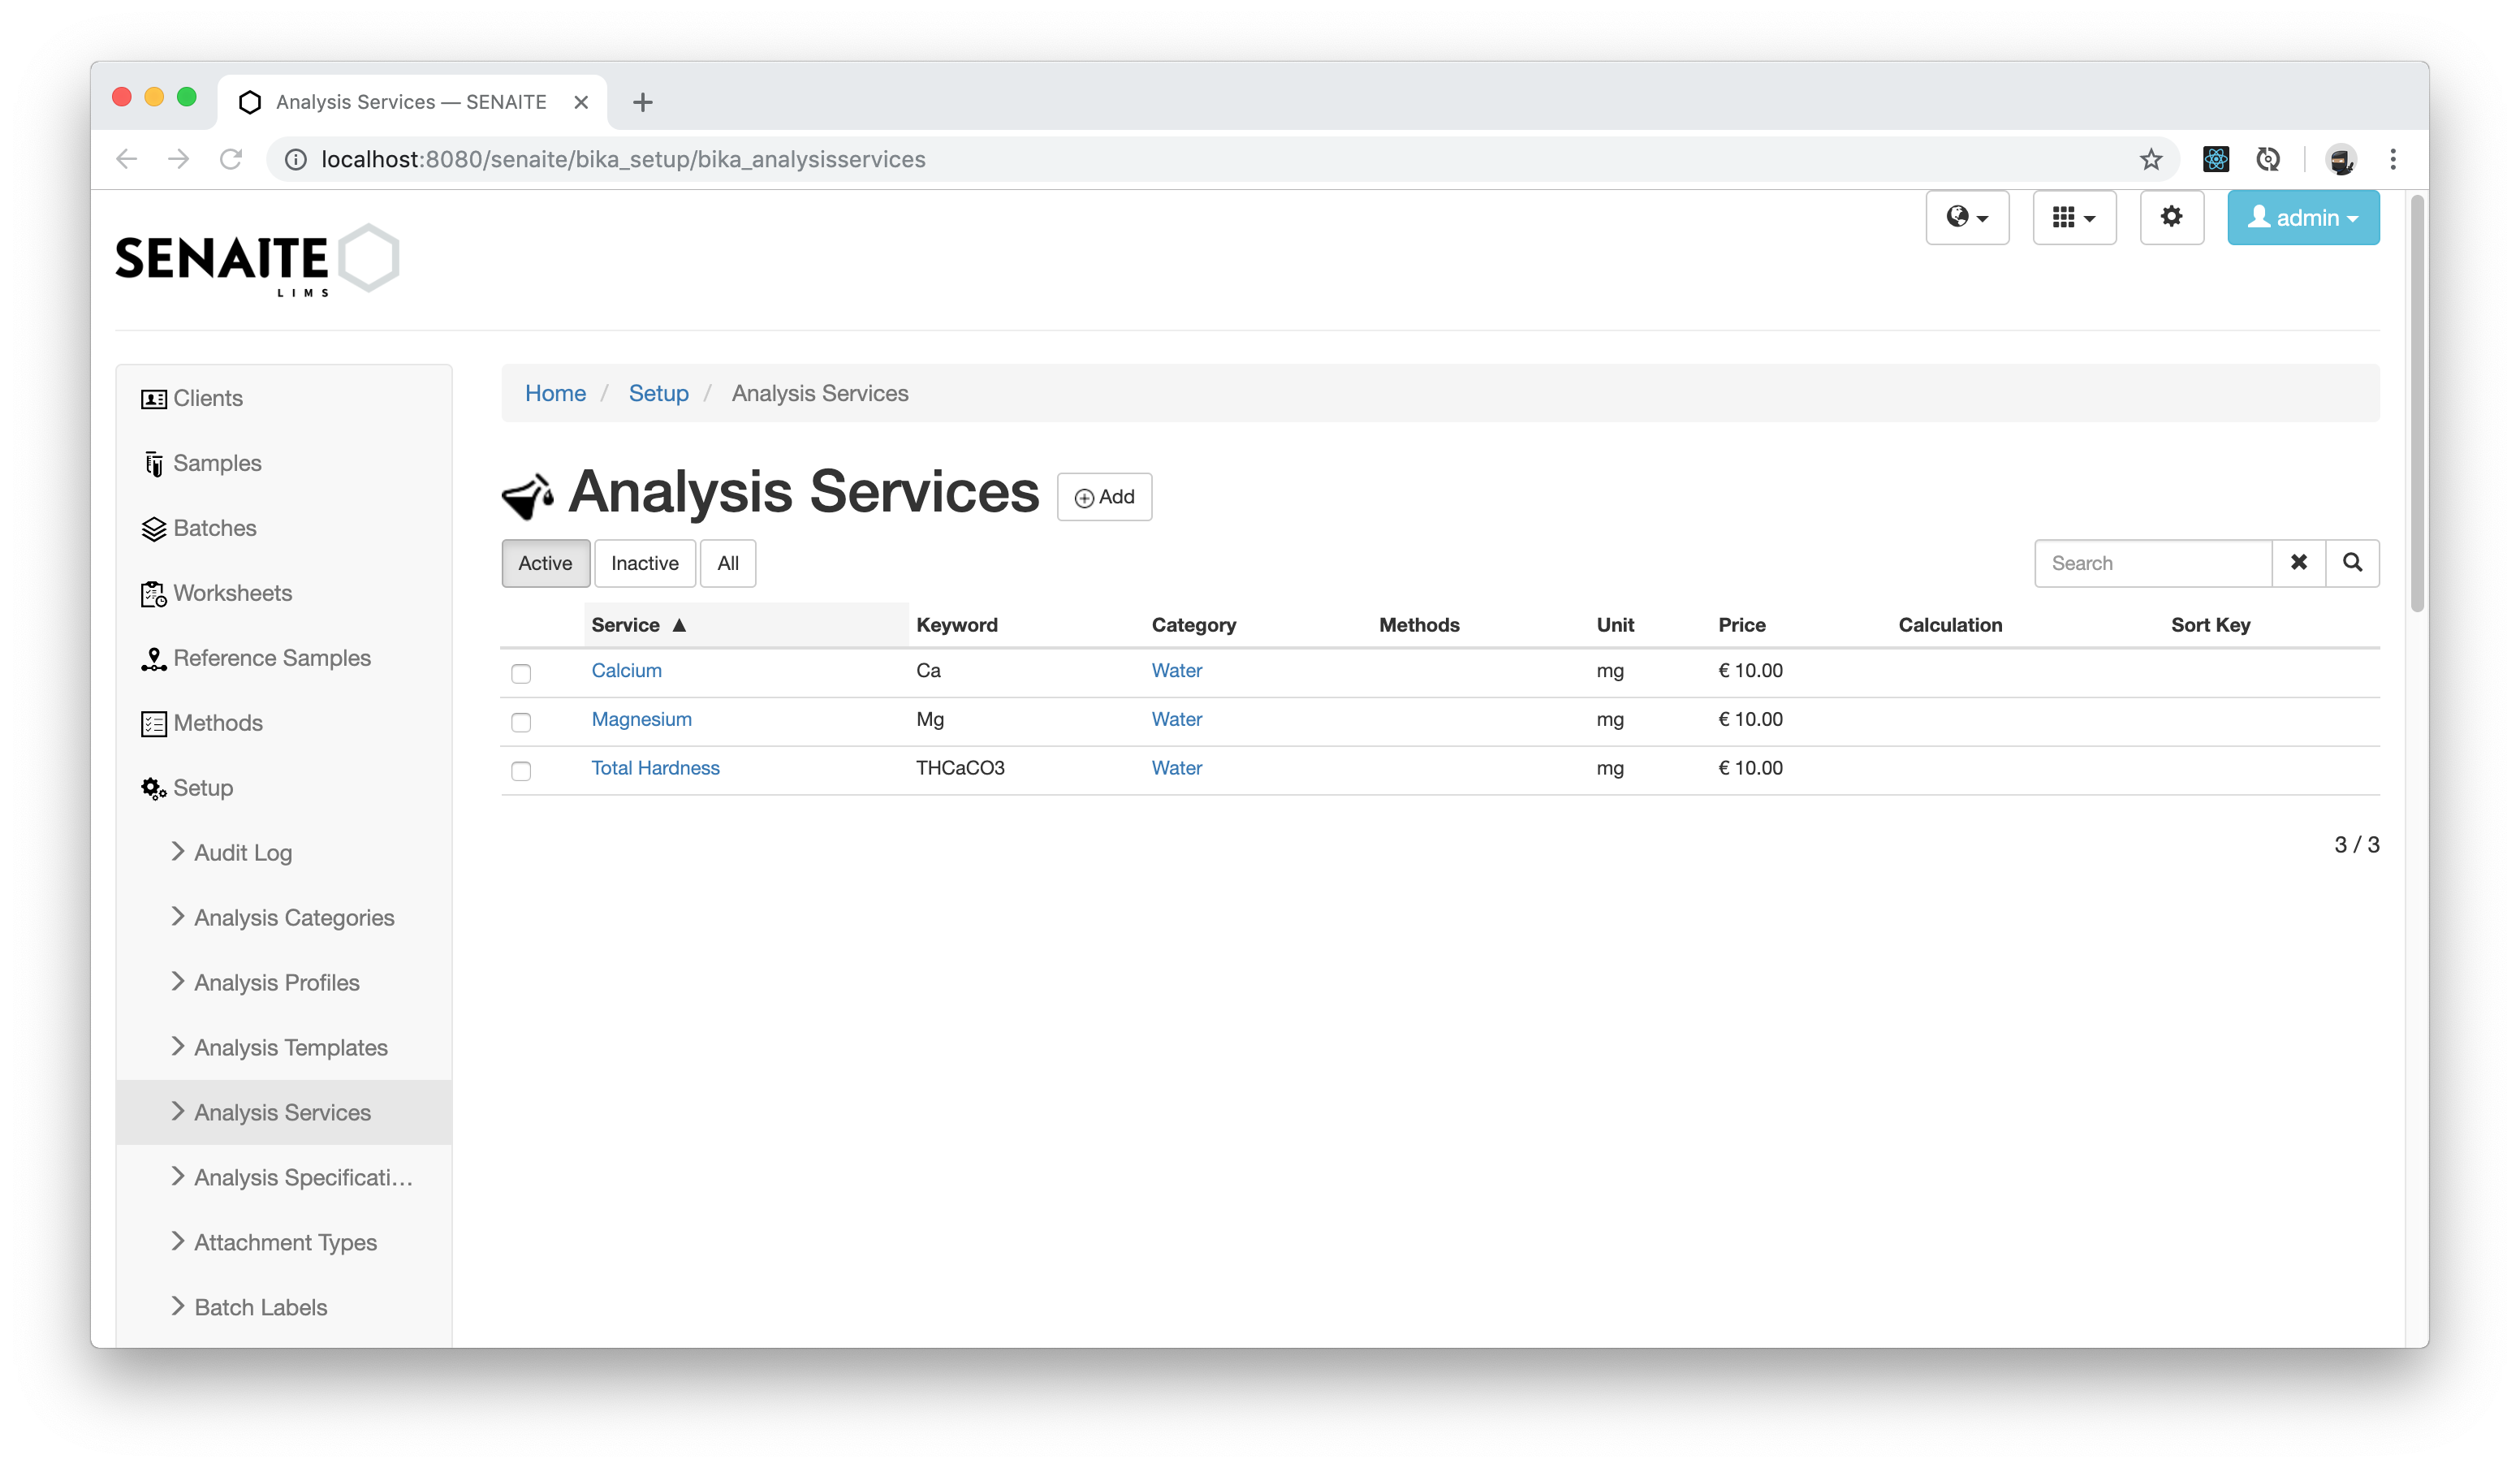 Analysis Services — SENAITE
localhost:8080/senaite/bika_setup/bika_analysisservices
admin
SENAITE
LIMS
Clients
Samples
Batches
Worksheets
Reference Samples
Methods
Setup
Audit Log
Analysis Categories
Analysis Profiles
Analysis Templates
Analysis Services
Analysis Specificati...
Attachment Types
Batch Labels
Home / Setup / Analysis Services
Analysis Services Add
Active Inactive All Search
Service ▲ Keyword Category Methods Unit Price Calculation Sort Key
Calcium Ca Water mg € 10.00
Magnesium Mg Water mg € 10.00
Total Hardness THCaCO3 Water mg € 10.00
3 / 3